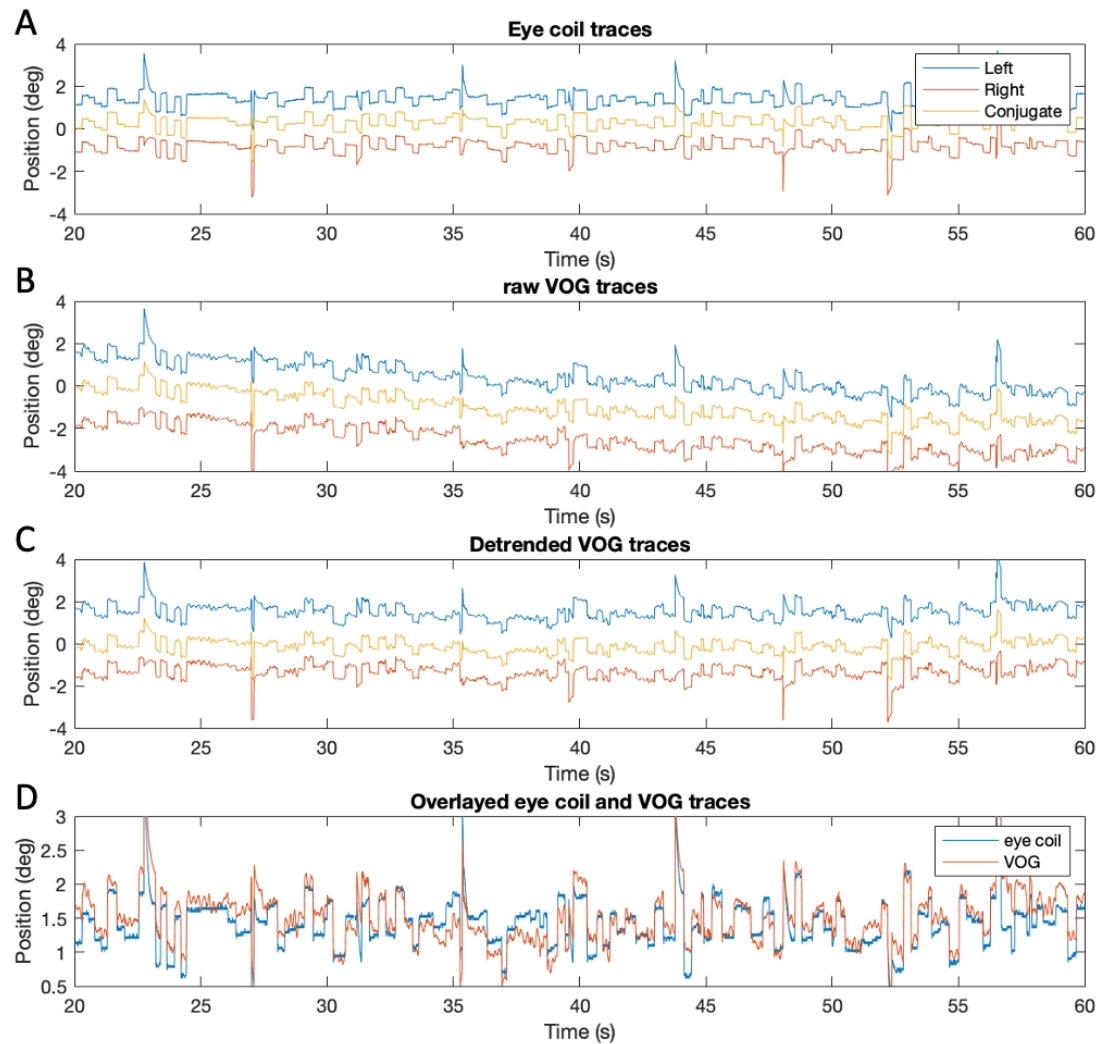 A
Eye coil traces
Position (deg)
4
2
0
-2
-4
Left
Right
Conjugate
20 25 30 35 40 45 50 55 60
Time (s)
B
raw VOG traces
Position (deg)
4
2
0
-2
-4
20 25 30 35 40 45 50 55 60
Time (s)
C
Detrended VOG traces
Position (deg)
4
2
0
-2
-4
20 25 30 35 40 45 50 55 60
Time (s)
D
Overlayed eye coil and VOG traces
Position (deg)
3
2.5
2
1.5
1
0.5
eye coil
VOG
20 25 30 35 40 45 50 55 60
Time (s)